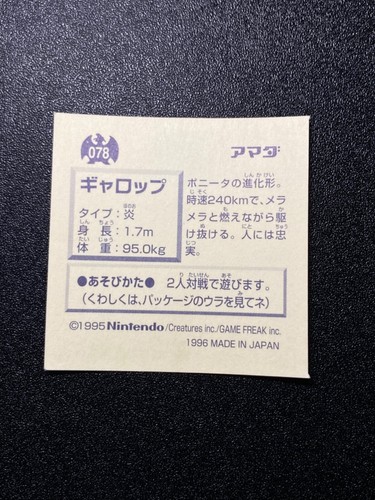 078
アマダ
ギャロップ
タイプ：炎
身長：1.7m
体重：95.0kg
ポニータの進化形。
時速240kmで、メラ
メラと燃えながら駆
け抜ける。人には忠
実。
●あそびかた● 2人対戦で遊びます。
（くわしくは、パッケージのウラを見てネ）
©1995 Nintendo/Creatures inc./GAME FREAK inc.
1996 MADE IN JAPAN